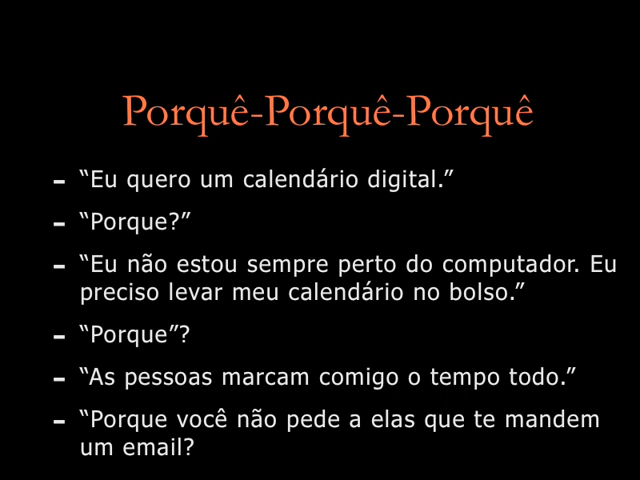 Porquê-Porquê-Porquê
- “Eu quero um calendário digital.”
- “Porque?”
- “Eu não estou sempre perto do computador. Eu
preciso levar meu calendário no bolso.”
- “Porque”?
- “As pessoas marcam comigo o tempo todo.”
- “Porque você não pede a elas que te mandem
um email?